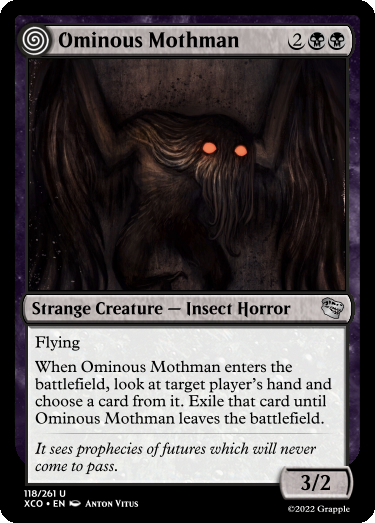 Ominous Mothman 2
Strange Creature — Insect Horror
Flying
When Ominous Mothman enters the
battlefield, look at target player's hand and
choose a card from it. Exile that card until
Ominous Mothman leaves the battlefield.
It sees prophecies of futures which will never
come to pass.
3/2
118/261 U
XCO • EN Anton Vitus
©2022 Grapple